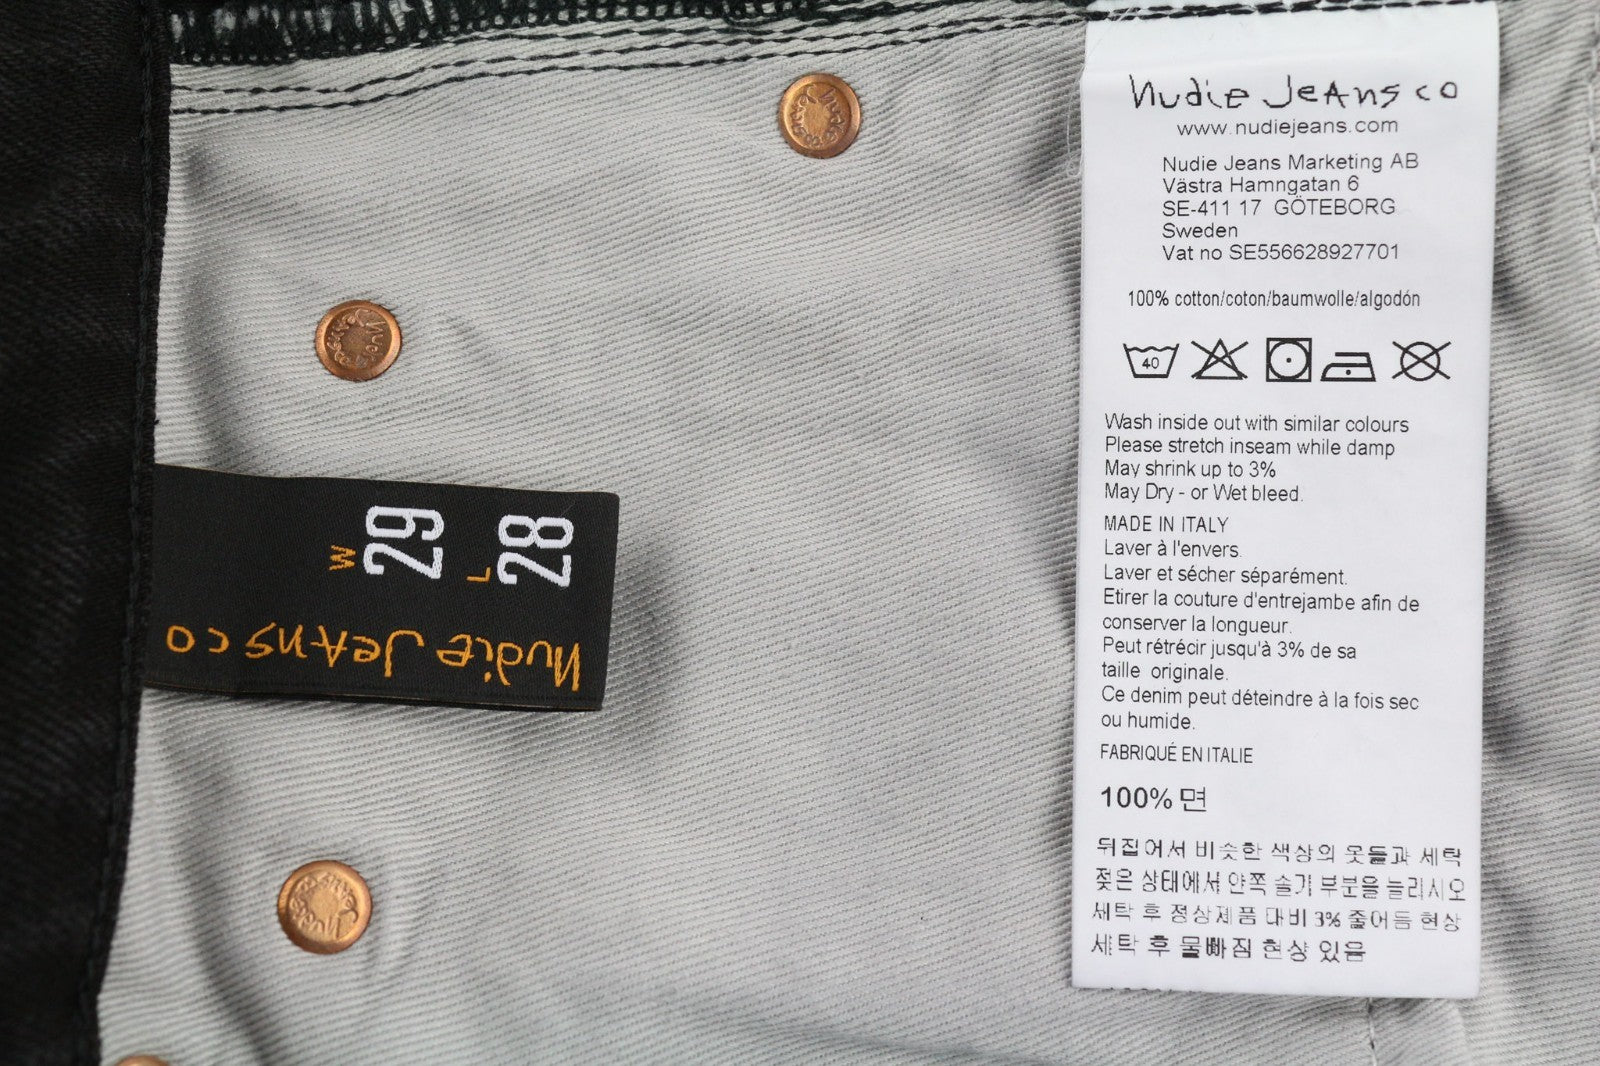 nudie Jeans co
www.nudiejeans.com
Nudie Jeans Marketing AB
Västra Hamngatan 6
SE-411 17 GÖTEBORG
Sweden
Vat no SE556628927701
100% cotton/coton/baumwolle/algodón
40
Wash inside out with similar colours
Please stretch inseam while damp
May shrink up to 3%
May Dry - or Wet bleed.
MADE IN ITALY
Laver à l'envers.
Laver et sécher séparément.
Etirer la couture d'entrejambe afin de
conserver la longueur.
Peut rétrécir jusqu'à 3% de sa
taille originale.
Ce denim peut déteindre à la fois sec
ou humide.
FABRIQUÉ EN ITALIE
100% 면
뒤집어서 비슷한 색상의 옷들과 세탁
젖은 상태에서 안쪽 솔기 부분을 늘리시오
세탁 후 정상제품 대비 3% 줄어듬 현상
세탁 후 물빠짐 현상 있음
W
29
L
28
nudie Jeans co